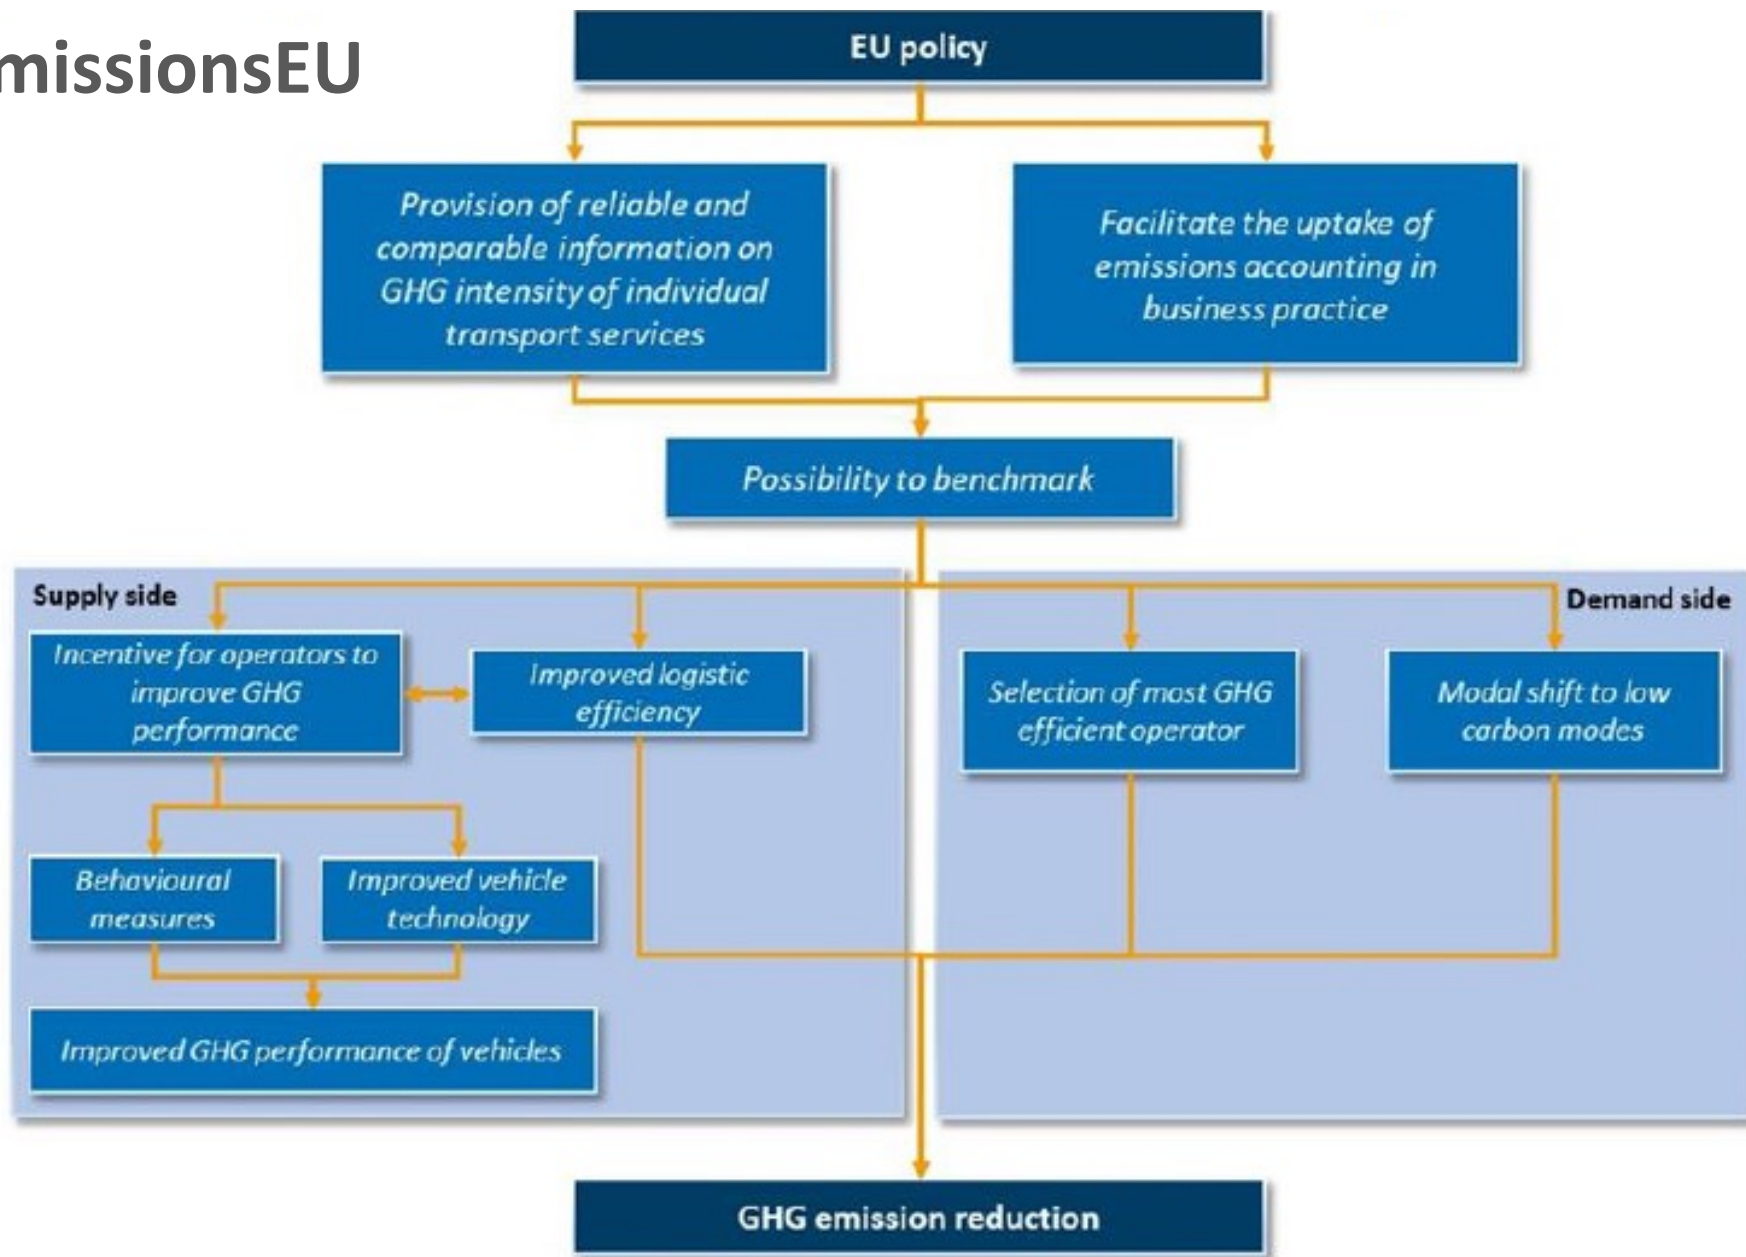 missionsEU
EU policy
Provision of reliable and
comparable information on
GHG intensity of individual
transport services
Facilitate the uptake of
emissions accounting in
business practice
Possibility to benchmark
Supply side
Demand side
Incentive for operators to
improve GHG
performance
Improved logistic
efficiency
Selection of most GHG
efficient operator
Modal shift to low
carbon modes
Behavioural
measures
Improved vehicle
technology
Improved GHG performance of vehicles
GHG emission reduction